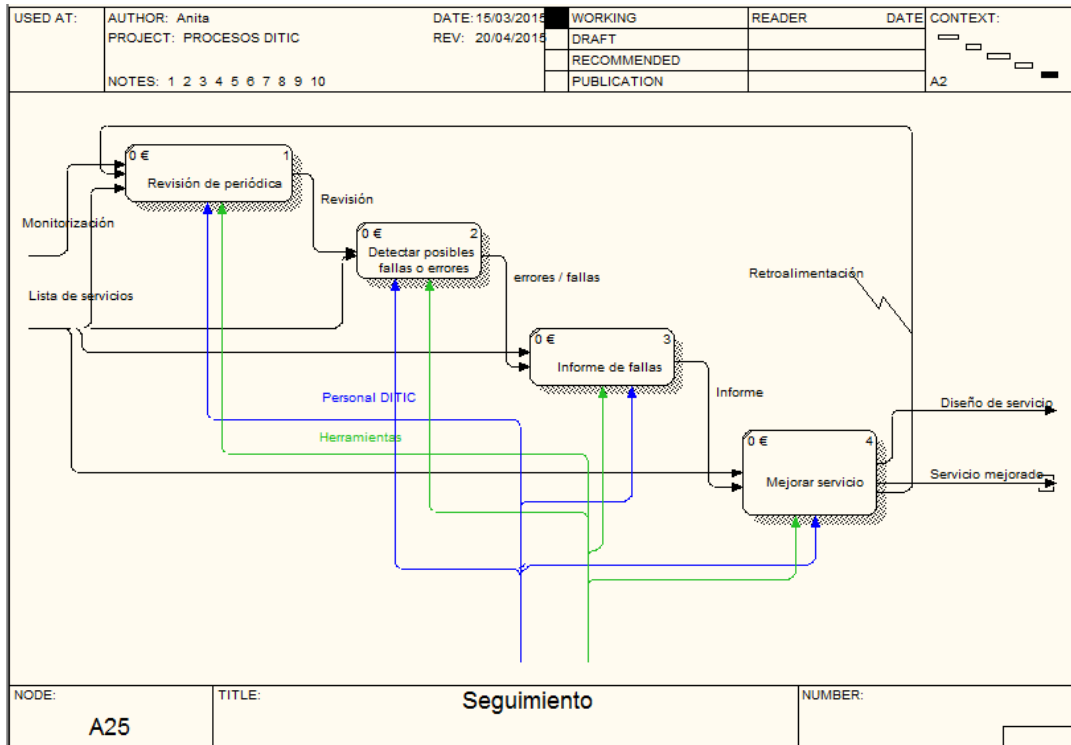 USED AT:
AUTHOR: Anita
DATE: 15/03/2015
WORKING
READER
DATE
CONTEXT:
PROJECT: PROCESOS DITIC
REV: 20/04/2015
DRAFT
RECOMMENDED
NOTES: 1 2 3 4 5 6 7 8 9 10
PUBLICATION
A2
0 €
1
Revisión de periódica
Revisión
Monitorización
0 €
2
Detectar posibles
fallas o errores
errores / fallas
Retroalimentación
Lista de servicios
0 €
3
Informe de fallas
Informe
Personal DITIC
Herramientas
Diseño de servicio
0 €
4
Mejorar servicio
Servicio mejorado
NODE:
A25
TITLE:
Seguimiento
NUMBER: